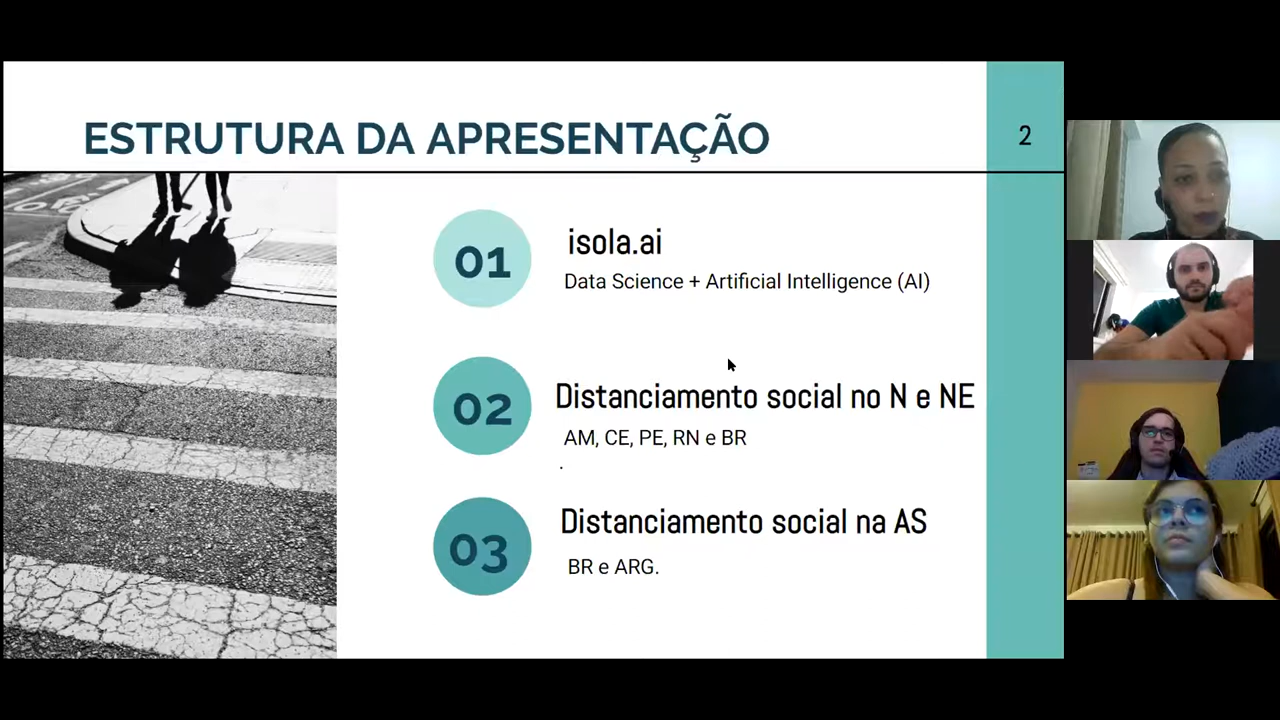 ESTRUTURA DA APRESENTAÇÃO
2
01
isola.ai
Data Science + Artificial Intelligence (AI)
02
Distanciamento social no N e NE
AM, CE, PE, RN e BR
.
03
Distanciamento social na AS
BR e ARG.